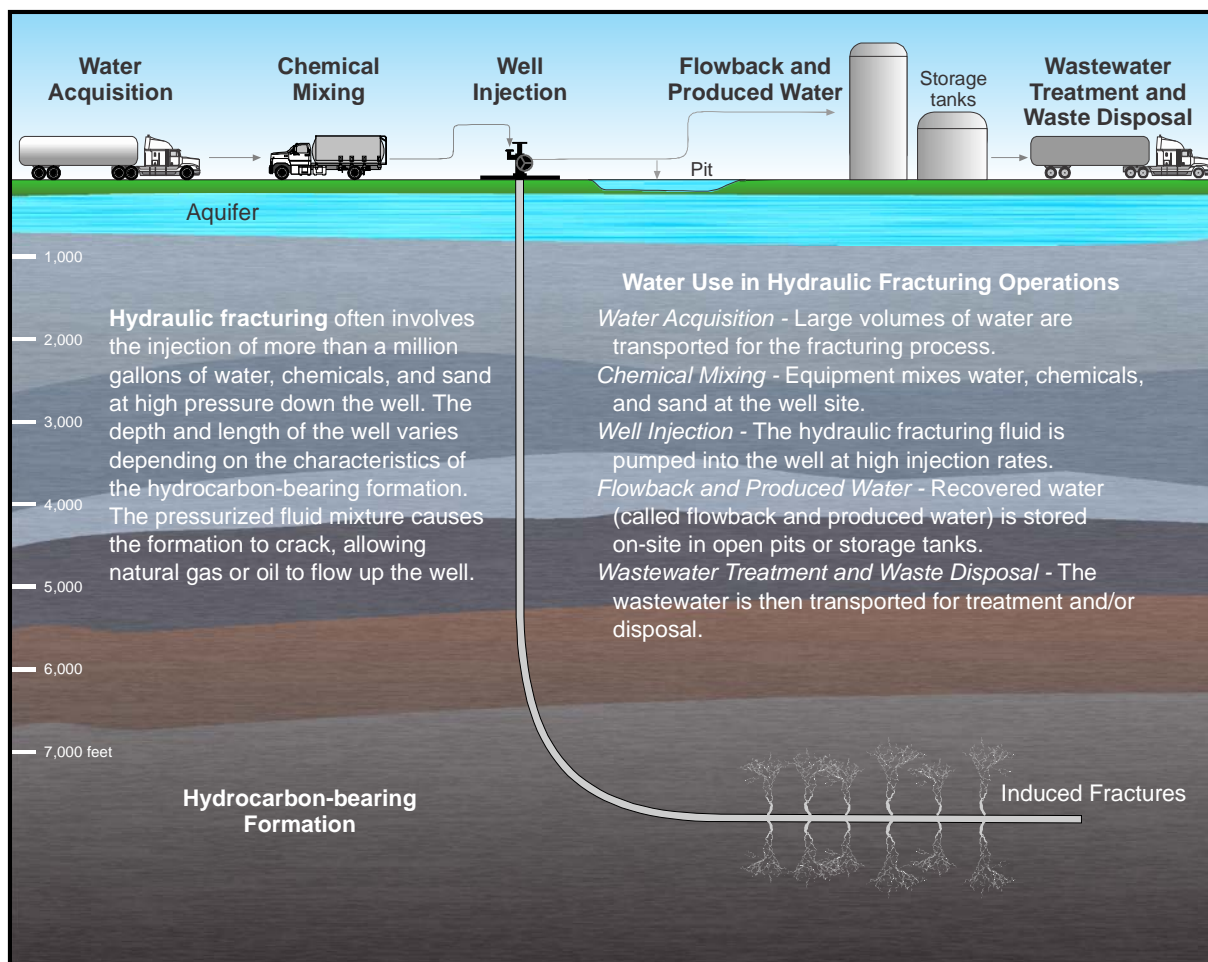 Water
Acquisition
Chemical
Mixing
Well
Injection
Flowback and
Produced Water
Storage
tanks
Wastewater
Treatment and
Waste Disposal
Pit
Aquifer
1,000
2,000
3,000
4,000
5,000
6,000
7,000 feet
Hydraulic fracturing often involves
the injection of more than a million
gallons of water, chemicals, and sand
at high pressure down the well. The
depth and length of the well varies
depending on the characteristics of
the hydrocarbon-bearing formation.
The pressurized fluid mixture causes
the formation to crack, allowing
natural gas or oil to flow up the well.
Water Use in Hydraulic Fracturing Operations
Water Acquisition - Large volumes of water are
transported for the fracturing process.
Chemical Mixing - Equipment mixes water, chemicals,
and sand at the well site.
Well Injection - The hydraulic fracturing fluid is
pumped into the well at high injection rates.
Flowback and Produced Water - Recovered water
(called flowback and produced water) is stored
on-site in open pits or storage tanks.
Wastewater Treatment and Waste Disposal - The
wastewater is then transported for treatment and/or
disposal.
Hydrocarbon-bearing
Formation
Induced Fractures